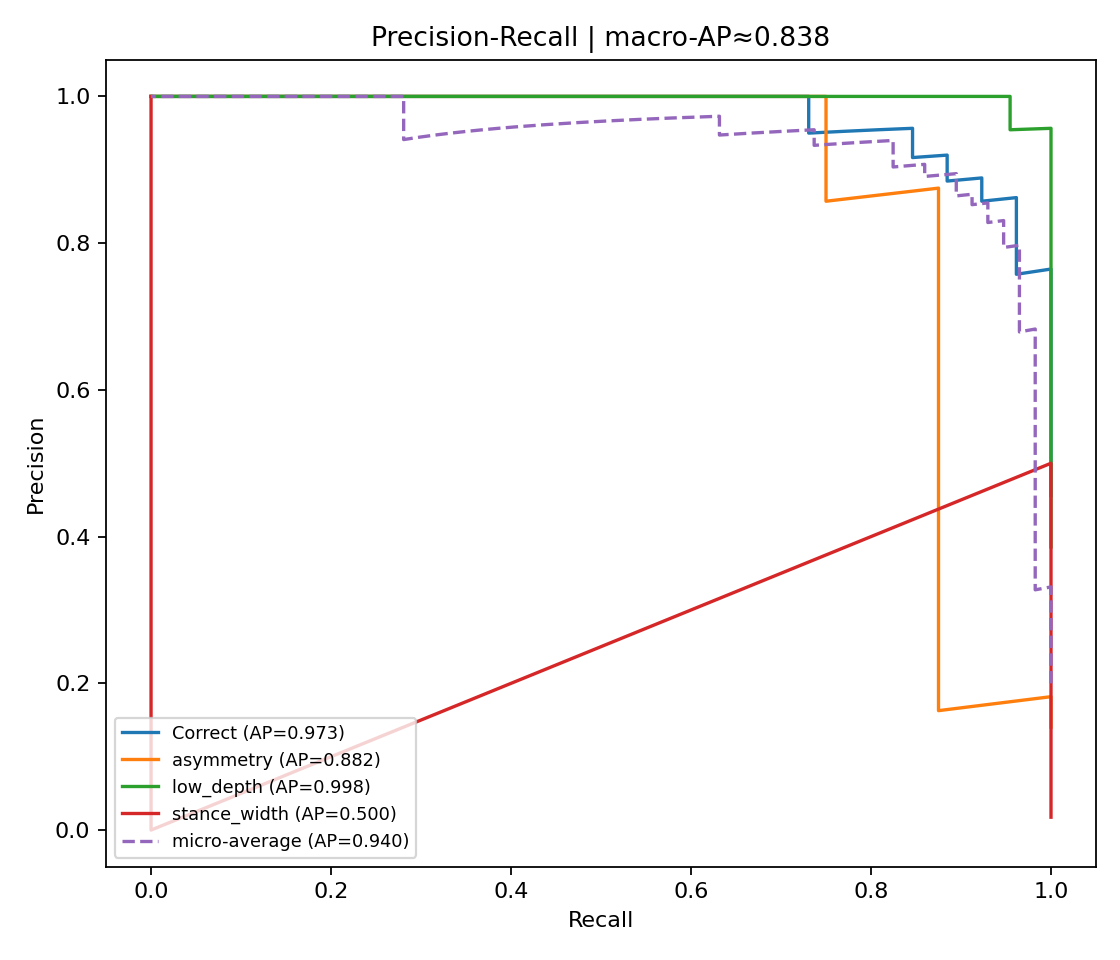 Precision-Recall | macro-AP≈0.838
Precision
1.0
0.8
0.6
0.4
0.2
0.0
Correct (AP=0.973)
asymmetry (AP=0.882)
low_depth (AP=0.998)
stance_width (AP=0.500)
micro-average (AP=0.940)
0.0 0.2 0.4 0.6 0.8 1.0
Recall